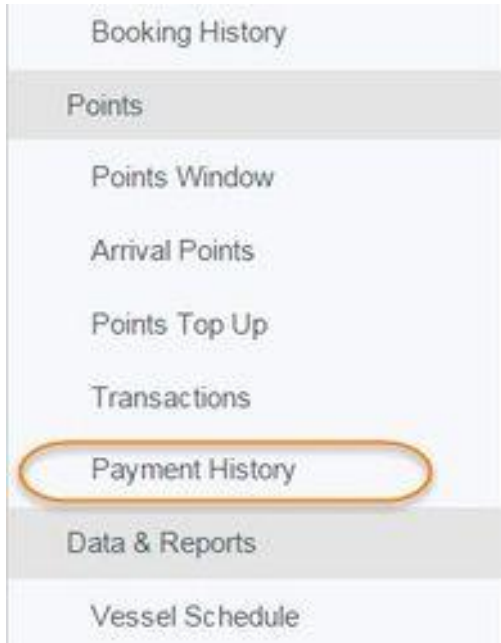 Booking History
Points
Points Window
Arrival Points
Points Top Up
Transactions
Payment History
Data & Reports
Vessel Schedule